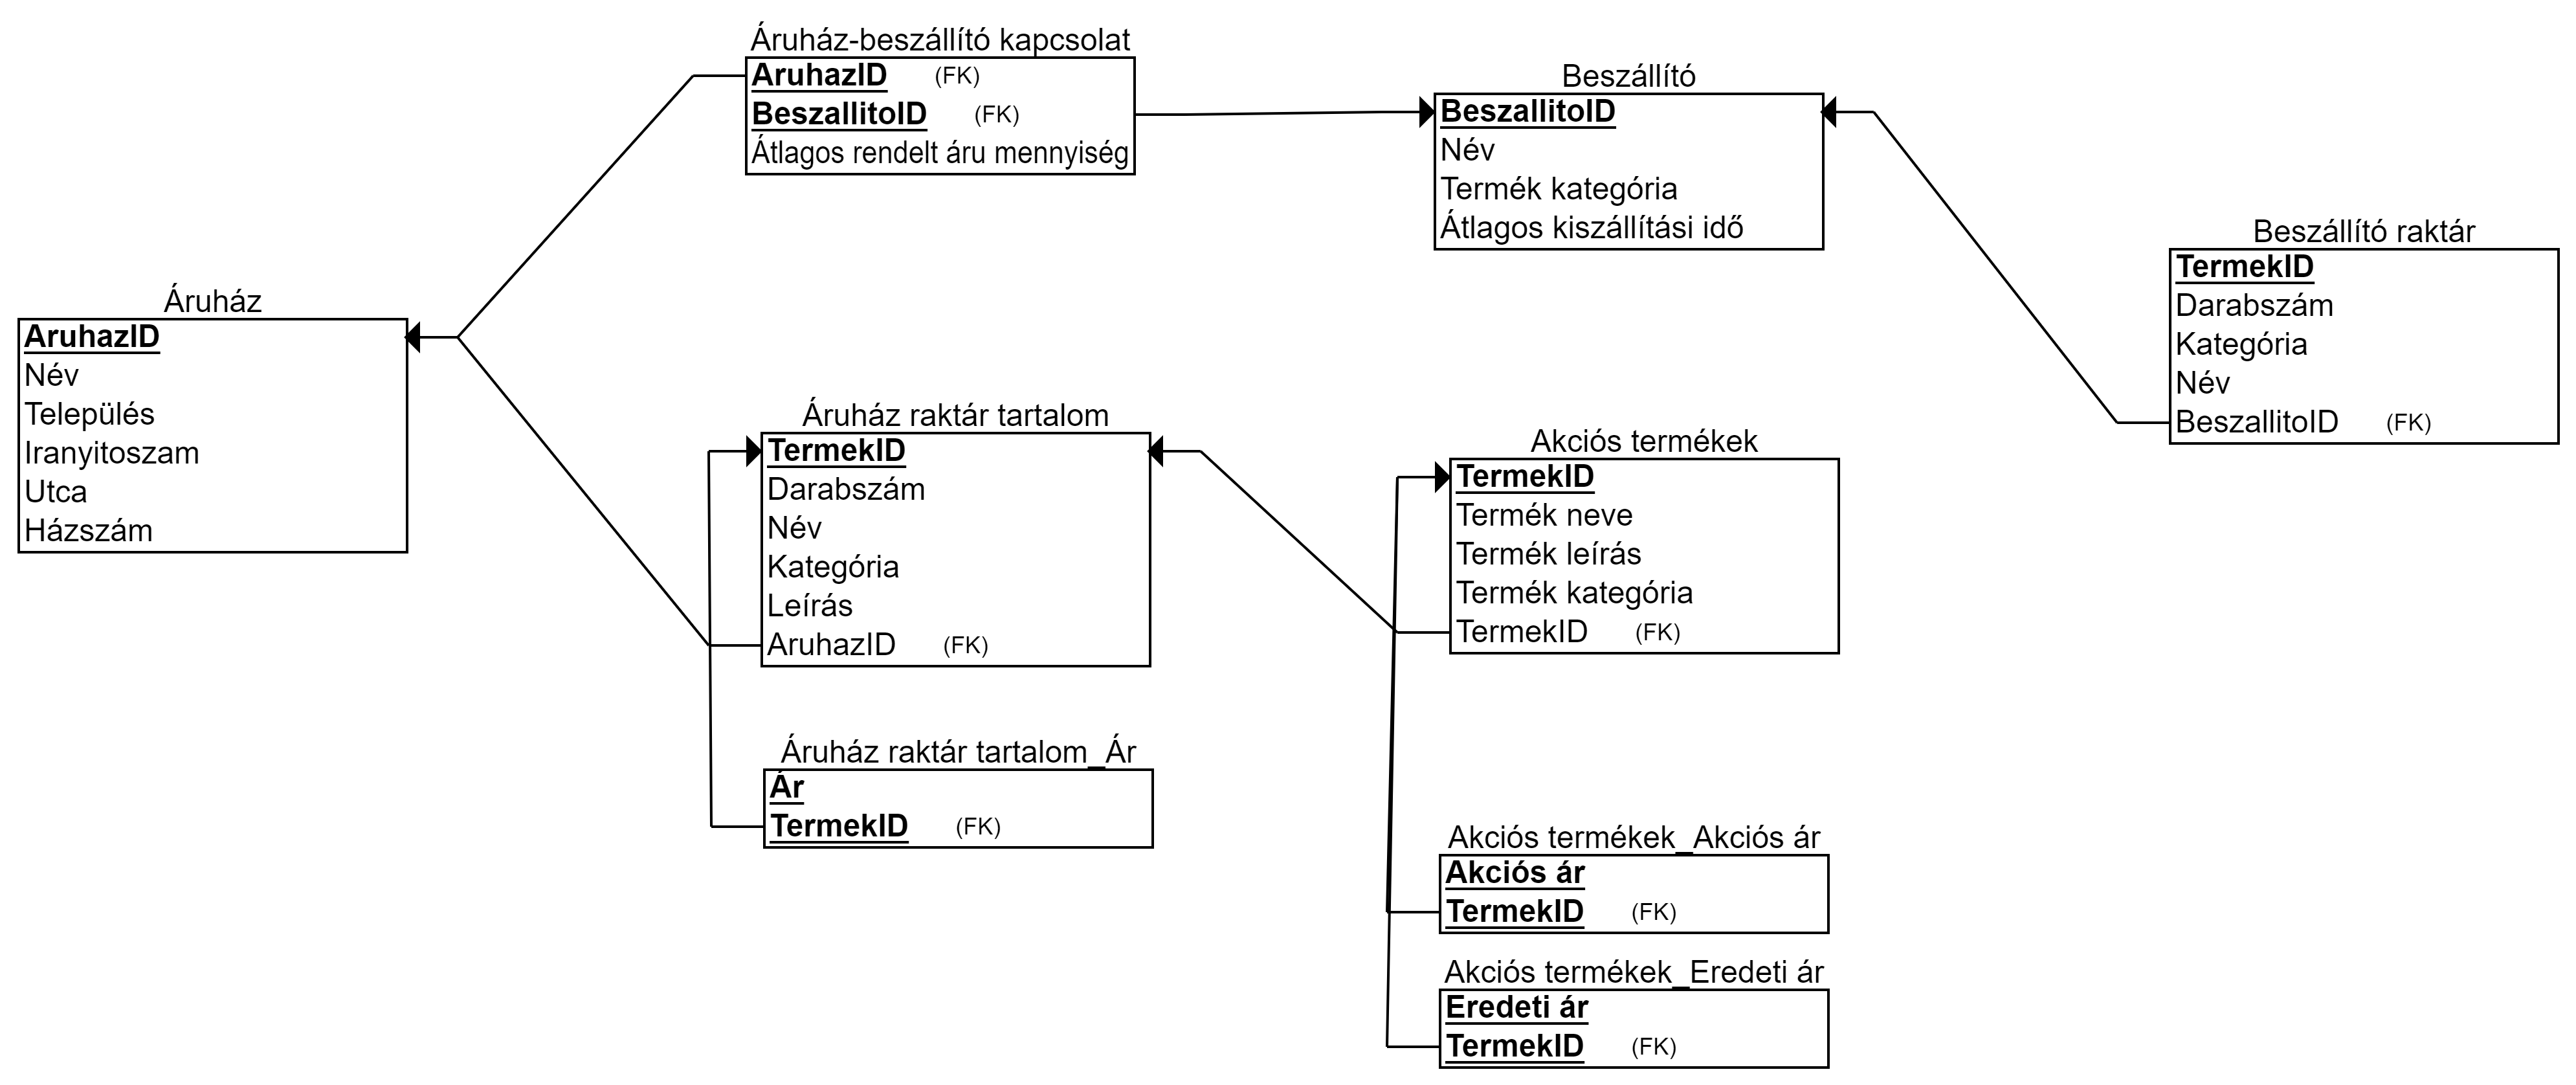 Áruház-beszállító kapcsolat
AruhazID (FK)
BeszallitoID (FK)
Átlagos rendelt áru mennyiség
Beszállító
BeszallitoID
Név
Termék kategória
Átlagos kiszállítási idő
Beszállító raktár
TermekID
Darabszám
Kategória
Név
BeszallitoID (FK)
Áruház
AruhazID
Név
Település
Iranyitoszam
Utca
Házszám
Áruház raktár tartalom
TermekID
Darabszám
Név
Kategória
Leírás
AruhazID (FK)
Akciós termékek
TermekID
Termék neve
Termék leírás
Termék kategória
TermekID (FK)
Áruház raktár tartalom_Ár
Ár
TermekID (FK)
Akciós termékek_Akciós ár
Akciós ár
TermekID (FK)
Akciós termékek_Eredeti ár
Eredeti ár
TermekID (FK)